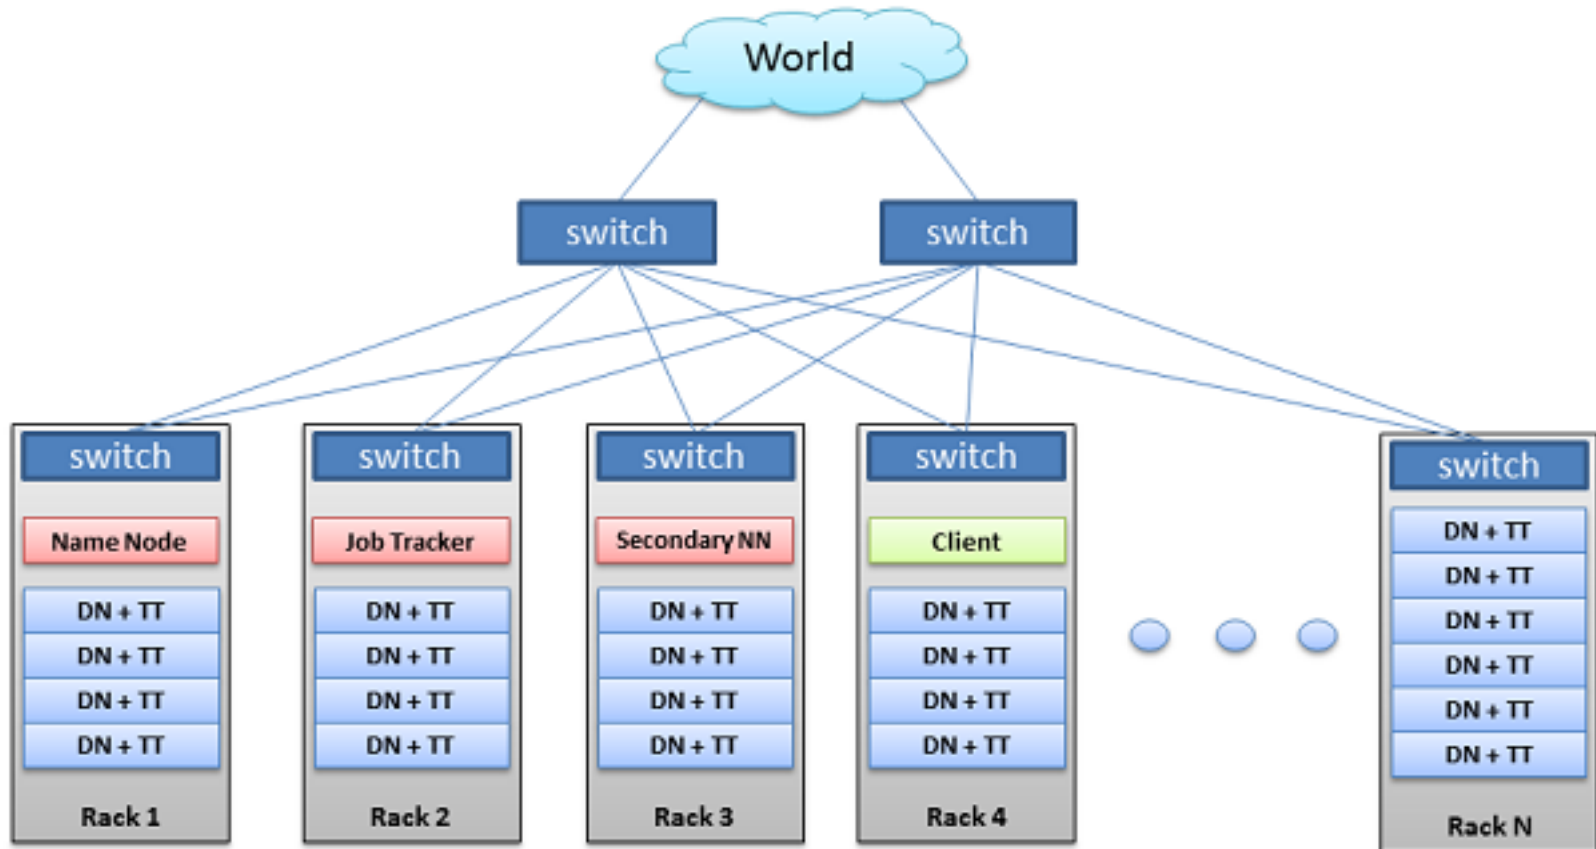 World
switch
switch
switch
Name Node
DN + TT
DN + TT
DN + TT
DN + TT
Rack 1
switch
Job Tracker
DN + TT
DN + TT
DN + TT
DN + TT
Rack 2
switch
Secondary NN
DN + TT
DN + TT
DN + TT
DN + TT
Rack 3
switch
Client
DN + TT
DN + TT
DN + TT
DN + TT
Rack 4
switch
DN + TT
DN + TT
DN + TT
DN + TT
DN + TT
DN + TT
Rack N